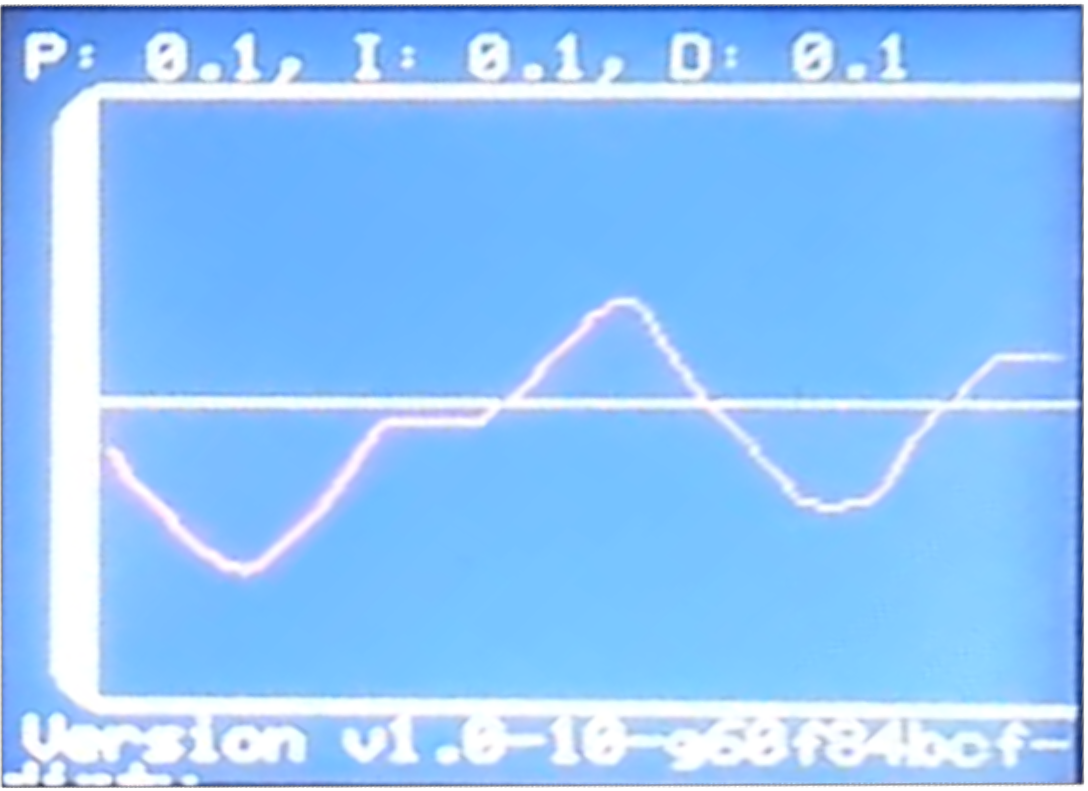 P: 0.1, I: 0.1, D: 0.1
Version v1.0-10-g60f84bcf-